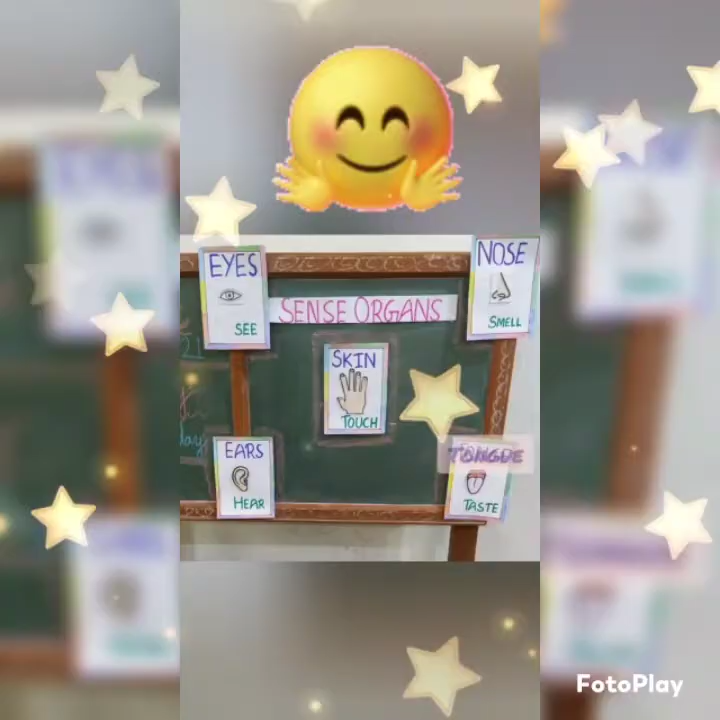 EYES
SEE
NOSE
SMELL
SENSE ORGANS
SKIN
TOUCH
EARS
HEAR
TONGUE
TASTE
FotoPlay